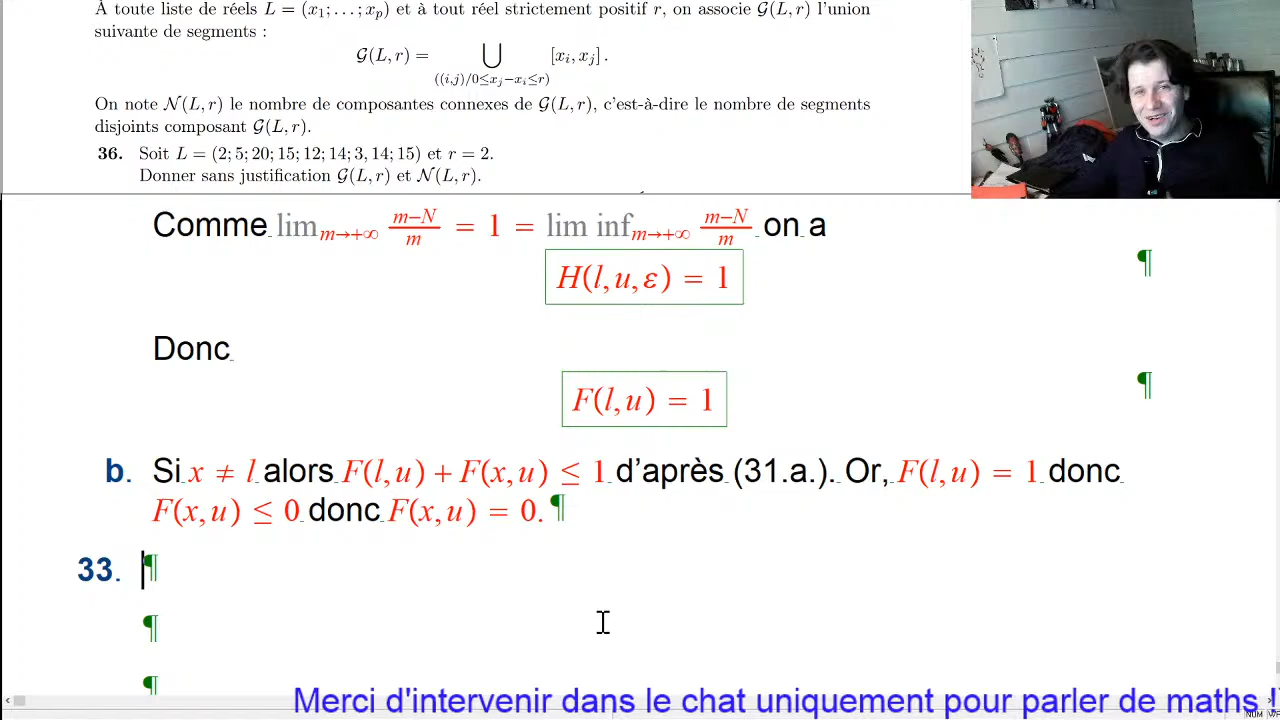 À toute liste de réels L = (x₁; . . . ; xₚ) et à tout réel strictement positif r, on associe 𝒢(L, r) l'union
suivante de segments :
𝒢(L, r) = ⋃ [xᵢ, xⱼ] .
((i,j)/0≤xⱼ−xᵢ≤r)
On note 𝒩(L, r) le nombre de composantes connexes de 𝒢(L, r), c'est-à-dire le nombre de segments
disjoints composant 𝒢(L, r).
36. Soit L = (2; 5; 20; 15; 12; 14; 3, 14; 15) et r = 2.
Donner sans justification 𝒢(L, r) et 𝒩(L, r).
Comme lim m→+∞ (m−N)/m = 1 = lim inf m→+∞ (m−N)/m on a
H(l, u, ε) = 1 ¶
Donc
F(l, u) = 1 ¶
b. Si x ≠ l alors F(l, u) + F(x, u) ≤ 1 d'après (31.a.). Or, F(l, u) = 1 donc
F(x, u) ≤ 0 donc F(x, u) = 0. ¶
33. ¶
¶
¶
Merci d'intervenir dans le chat uniquement pour parler de maths !
NUM